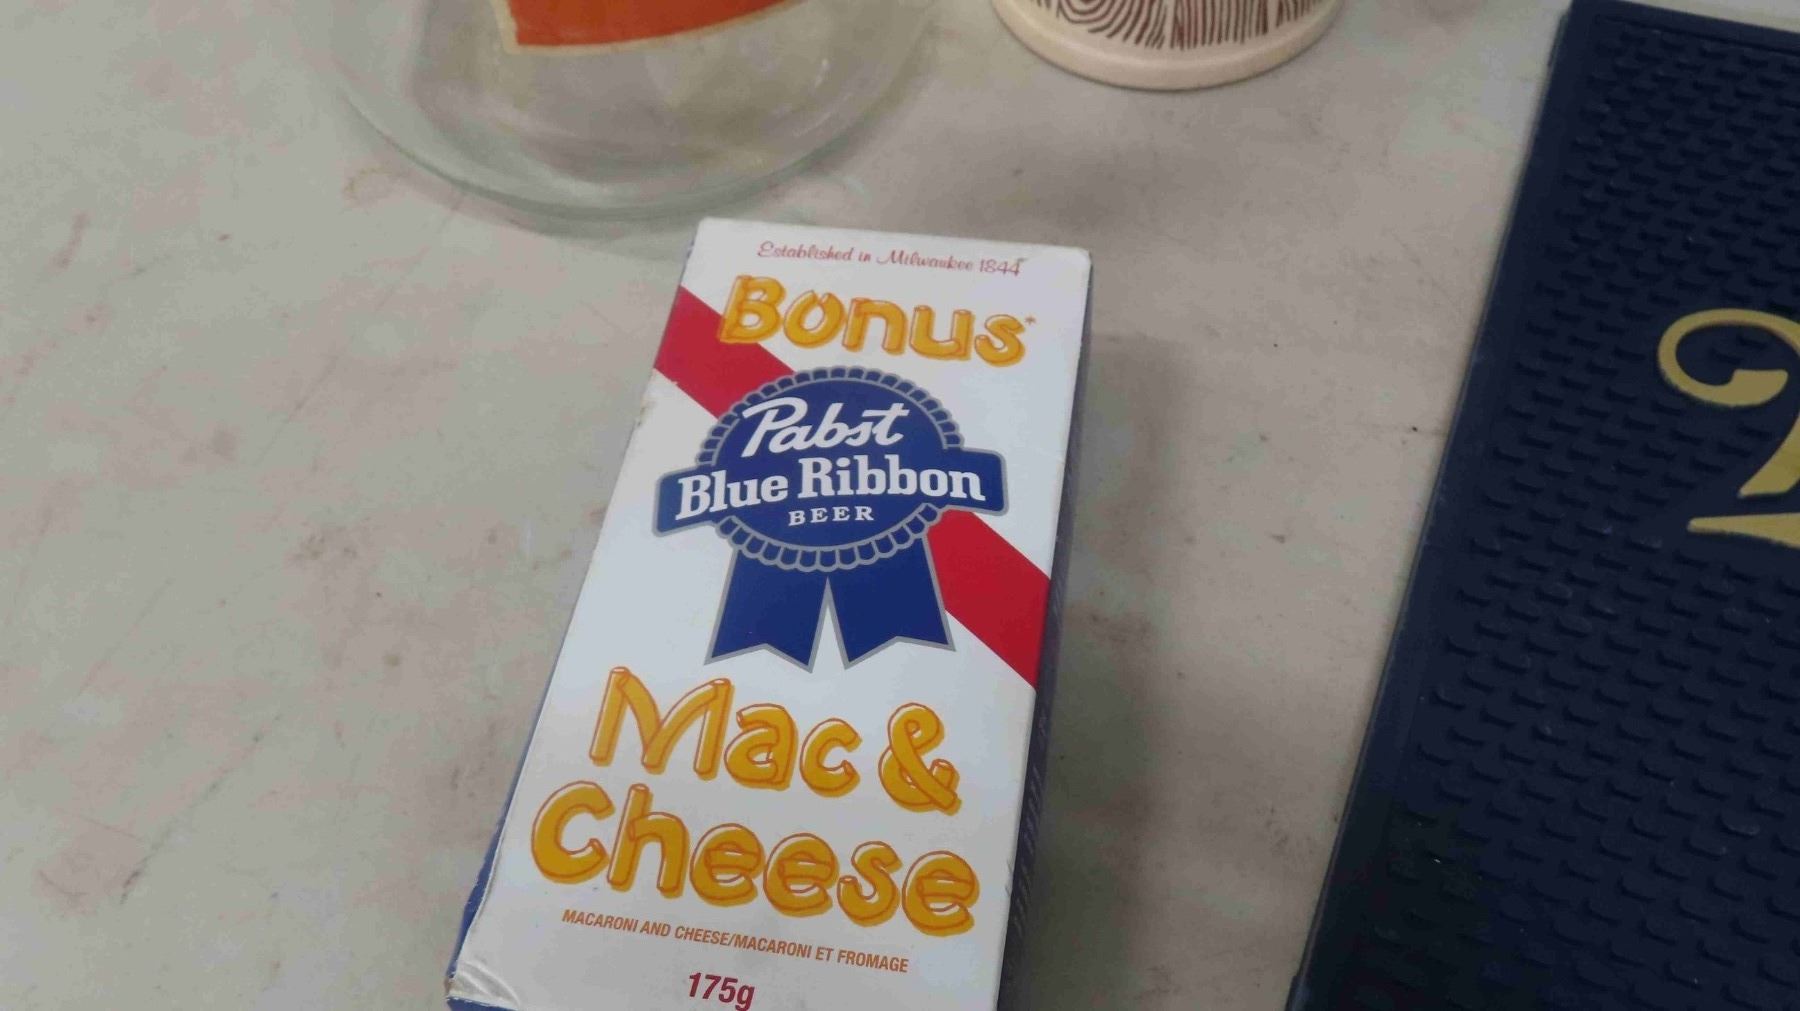 Established in Milwaukee 1844
Bonus*
Pabst
Blue Ribbon
BEER
Mac &
Cheese
MACARONI AND CHEESE/MACARONI ET FROMAGE
175g